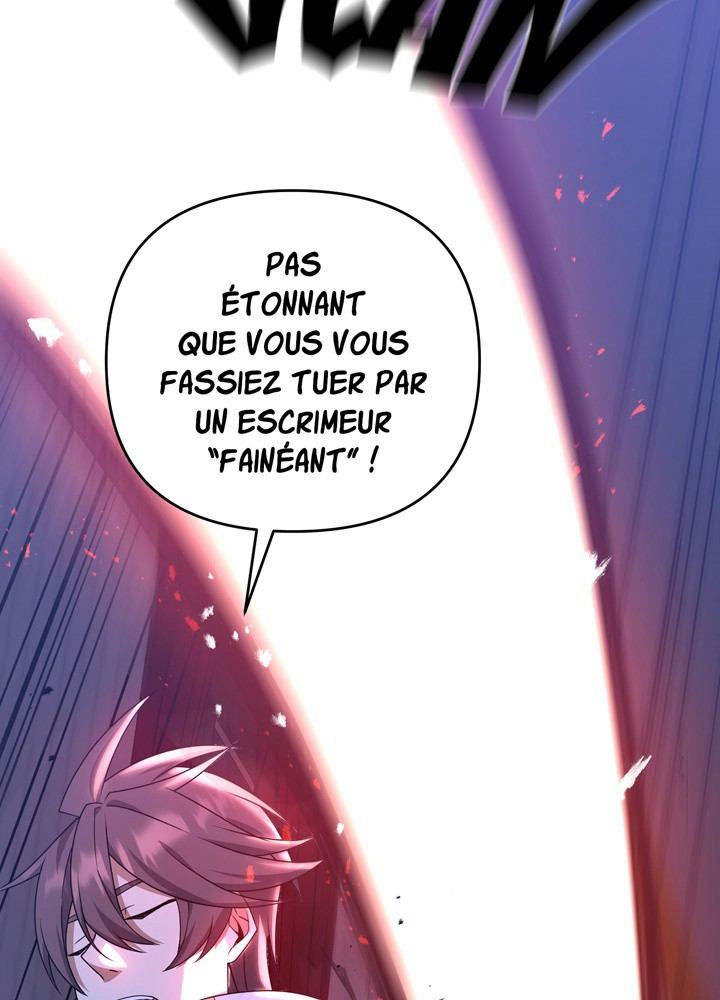 PAS
ÉTONNANT
QUE VOUS VOUS
FASSIEZ TUER PAR
UN ESCRIMEUR
"FAINÉANT" !